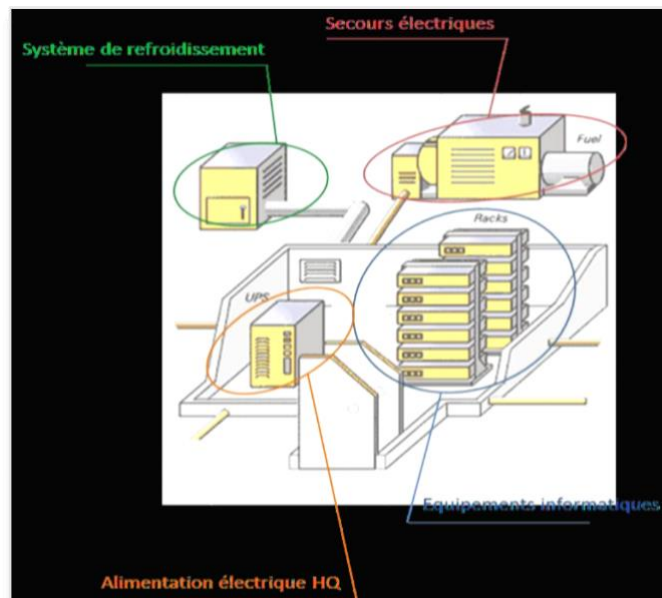 Secours électriques
Système de refroidissement
Fuel
Racks
UPS
Equipements informatiques
Alimentation électrique HQ